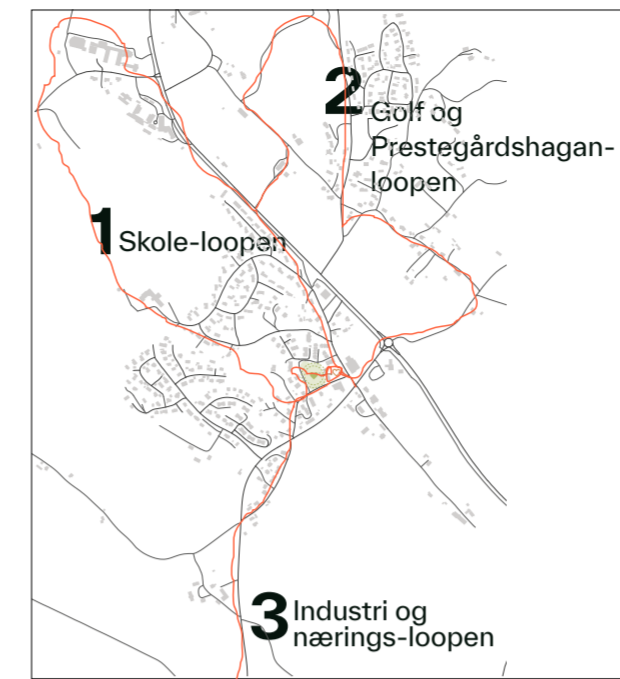 2
Golf og
Prestegårdshagan-
loopen
1 Skole-loopen
3 Industri og
nærings-loopen